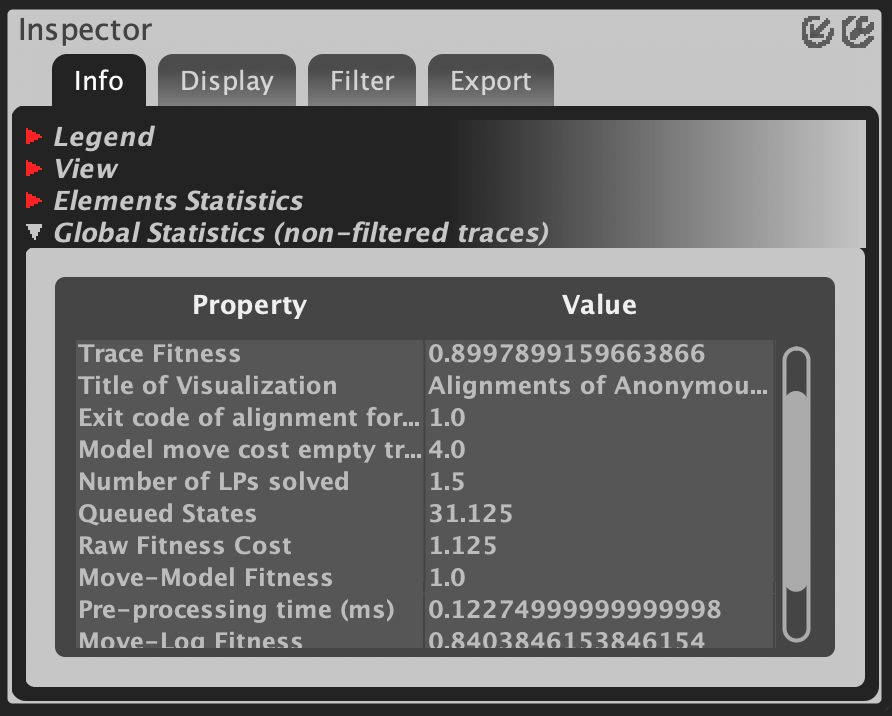 Inspector
Info Display Filter Export
Legend
View
Elements Statistics
Global Statistics (non-filtered traces)
Property Value
Trace Fitness 0.8997899159663866
Title of Visualization Alignments of Anonymou...
Exit code of alignment for... 1.0
Model move cost empty tr... 4.0
Number of LPs solved 1.5
Queued States 31.125
Raw Fitness Cost 1.125
Move-Model Fitness 1.0
Pre-processing time (ms) 0.12274999999999998
Move-Log Fitness 0.8403846153846154